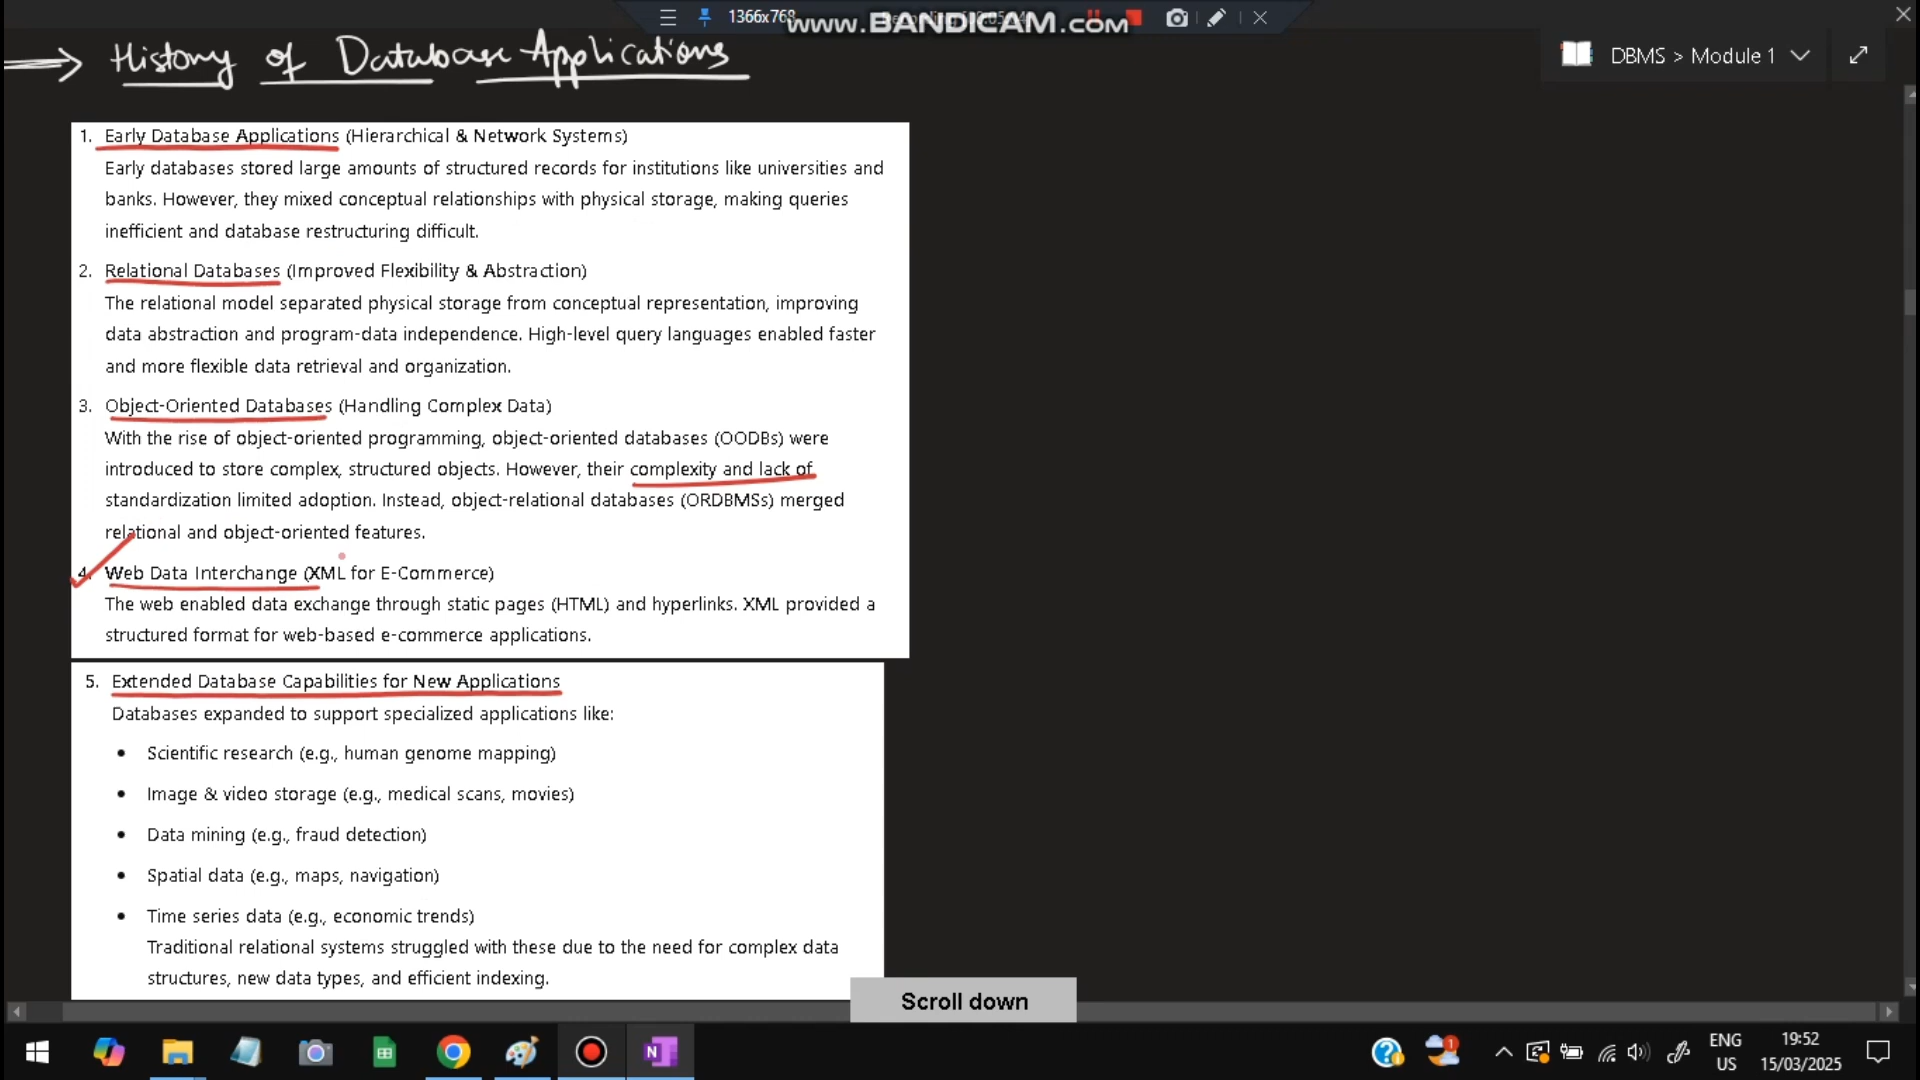 1366x768
www.BANDICAM.com
History of Database Applications
DBMS > Module 1
1. Early Database Applications (Hierarchical & Network Systems)
Early databases stored large amounts of structured records for institutions like universities and
banks. However, they mixed conceptual relationships with physical storage, making queries
inefficient and database restructuring difficult.
2. Relational Databases (Improved Flexibility & Abstraction)
The relational model separated physical storage from conceptual representation, improving
data abstraction and program-data independence. High-level query languages enabled faster
and more flexible data retrieval and organization.
3. Object-Oriented Databases (Handling Complex Data)
With the rise of object-oriented programming, object-oriented databases (OODBs) were
introduced to store complex, structured objects. However, their complexity and lack of
standardization limited adoption. Instead, object-relational databases (ORDBMSs) merged
relational and object-oriented features.
4. Web Data Interchange (XML for E-Commerce)
The web enabled data exchange through static pages (HTML) and hyperlinks. XML provided a
structured format for web-based e-commerce applications.
5. Extended Database Capabilities for New Applications
Databases expanded to support specialized applications like:
• Scientific research (e.g., human genome mapping)
• Image & video storage (e.g., medical scans, movies)
• Data mining (e.g., fraud detection)
• Spatial data (e.g., maps, navigation)
• Time series data (e.g., economic trends)
Traditional relational systems struggled with these due to the need for complex data
structures, new data types, and efficient indexing.
Scroll down
ENG
US
19:52
15/03/2025